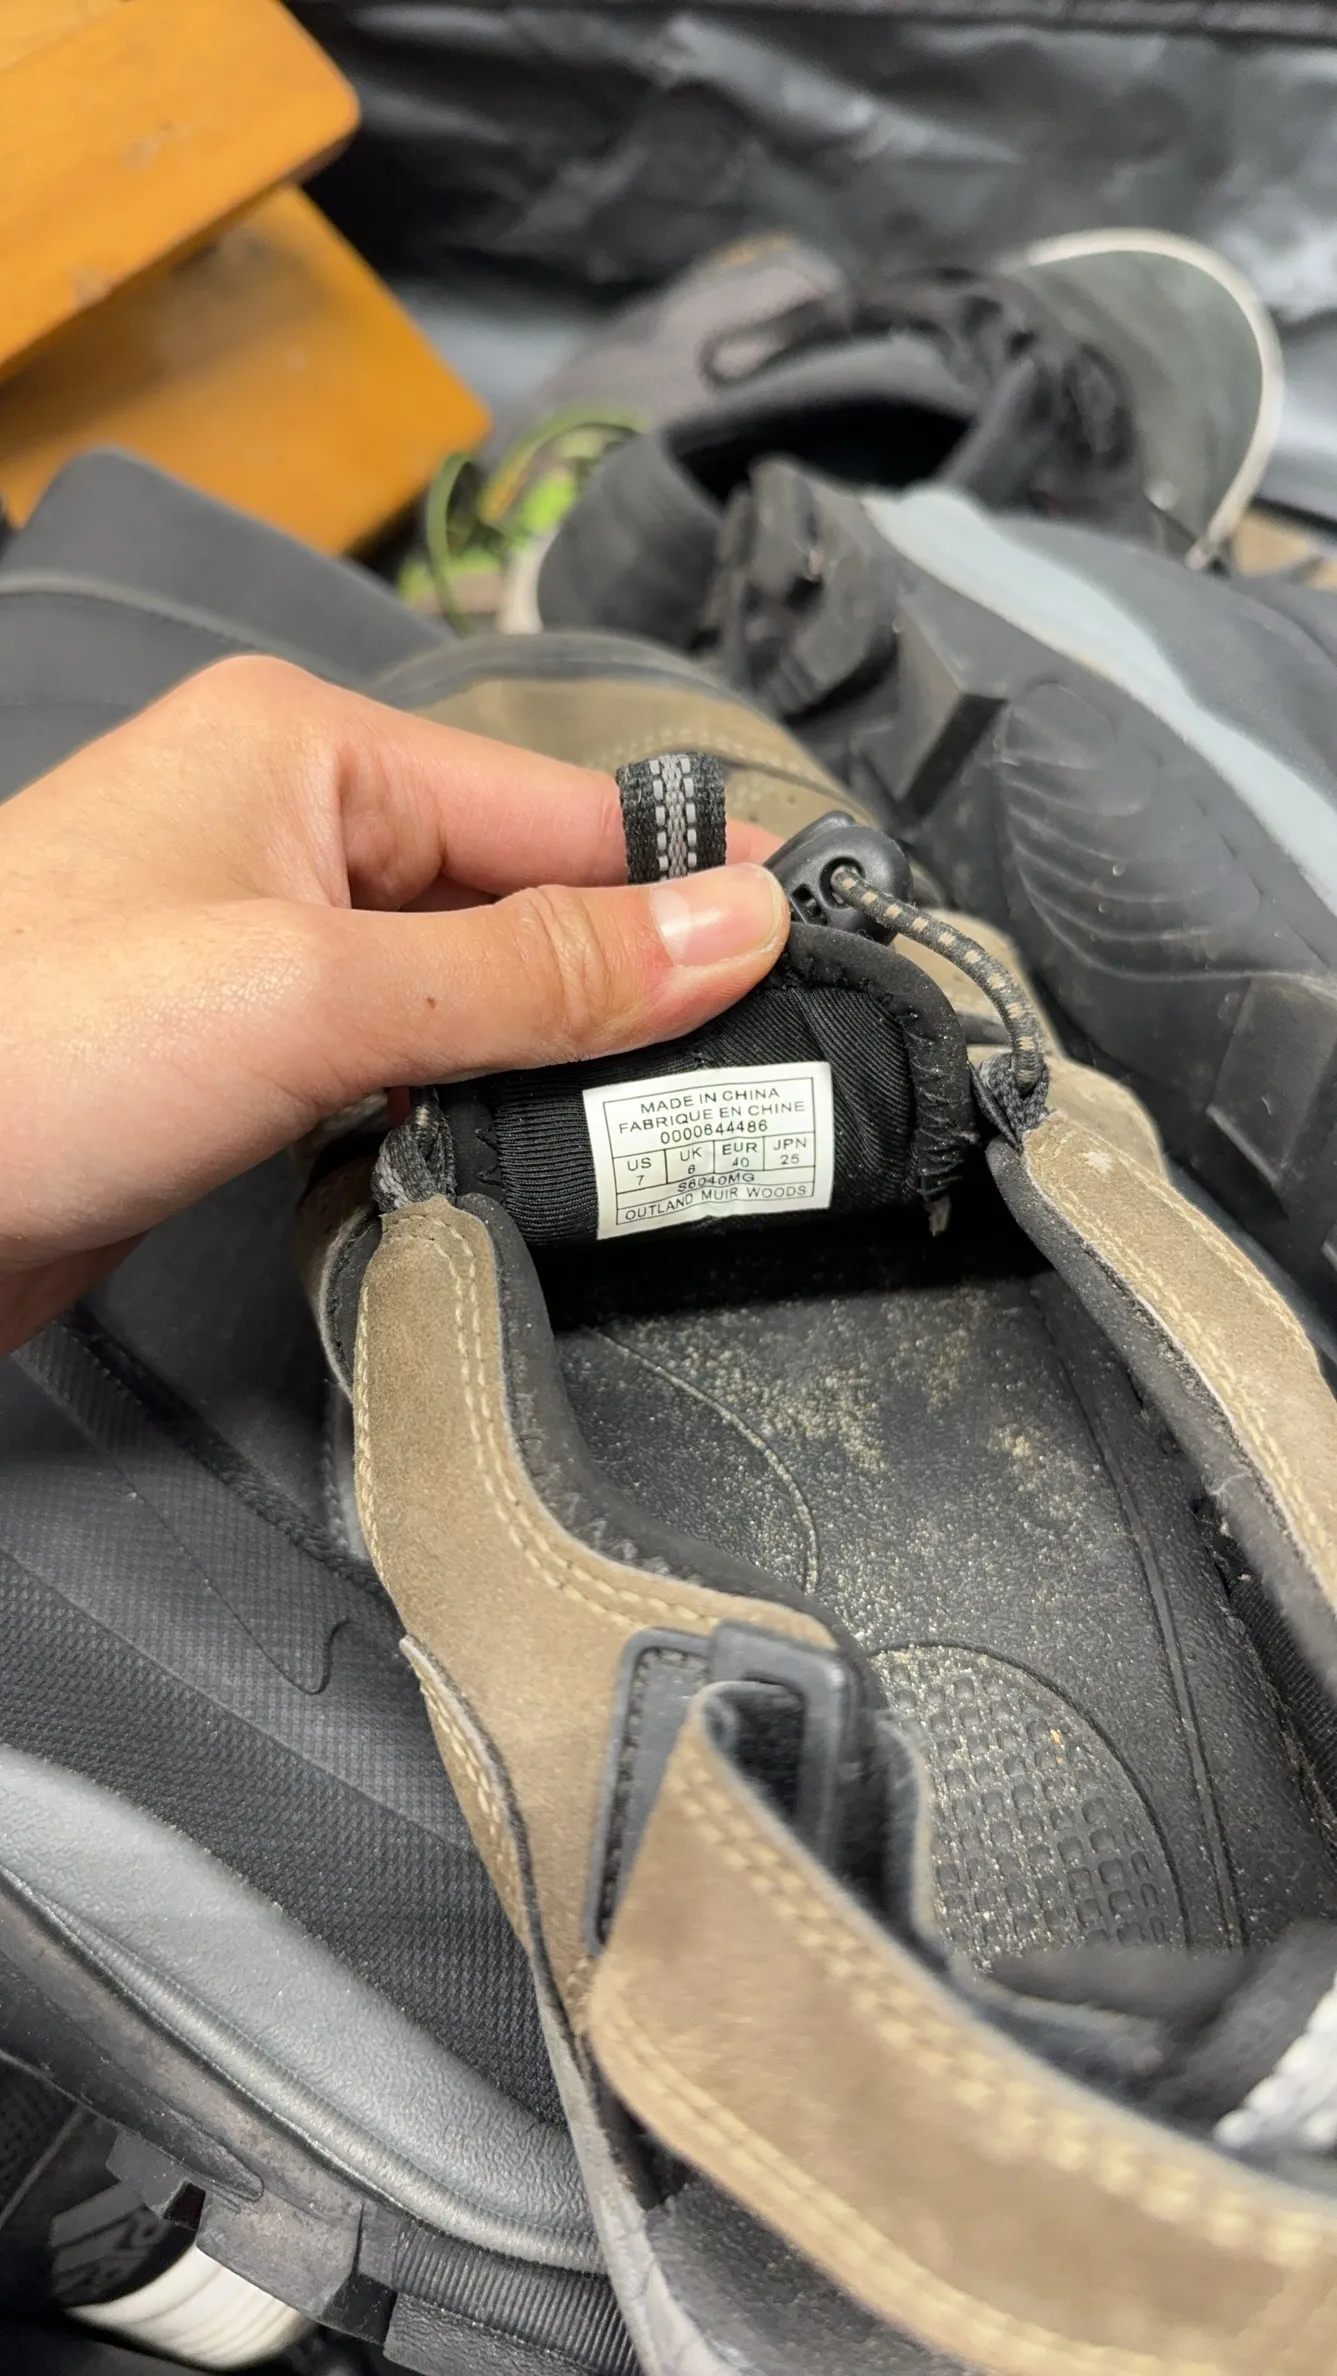 MADE IN CHINA
FABRIQUE EN CHINE
0000644486
US UK EUR JPN
7 6 40 25
S6040MG
OUTLAND MUIR WOODS